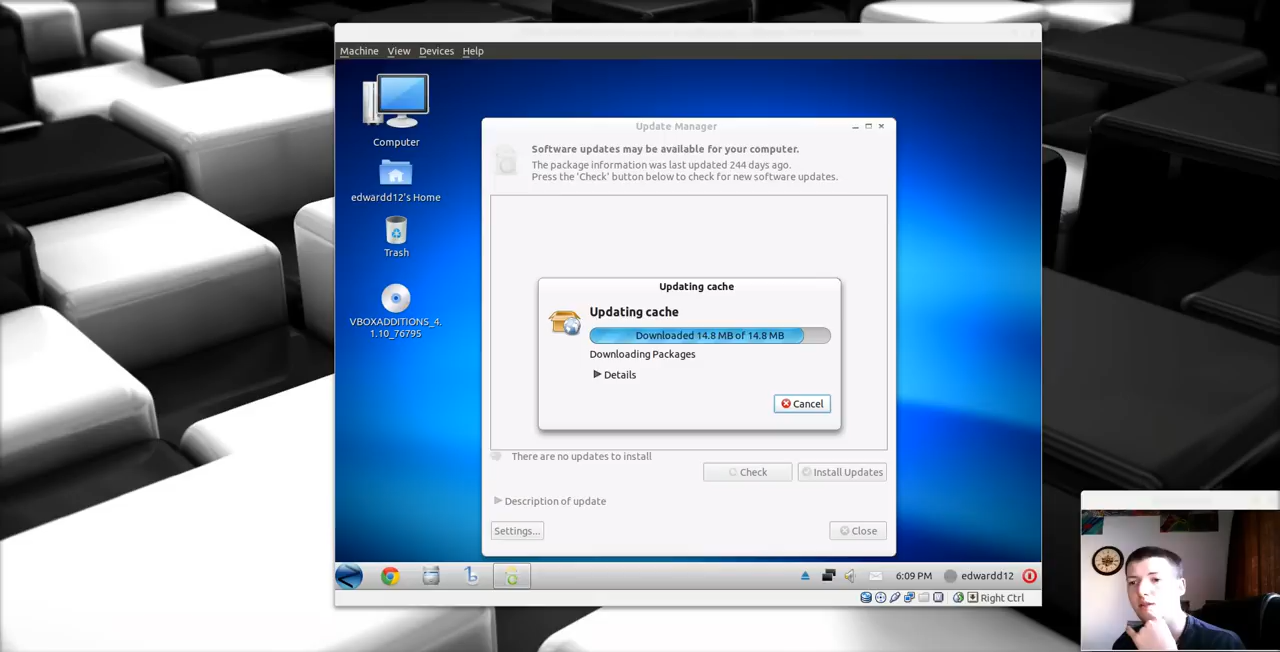 Machine View Devices Help
Computer
edwardd12's Home
Trash
VBOXADDITIONS_4.
1.10_76795
Update Manager
Software updates may be available for your computer.
The package information was last updated 244 days ago.
Press the 'Check' button below to check for new software updates.
Updating cache
Updating cache
Downloaded 14.8 MB of 14.8 MB
Downloading Packages
Details
Cancel
There are no updates to install
Check Install Updates
Description of update
Settings... Close
6:09 PM edwardd12
Right Ctrl